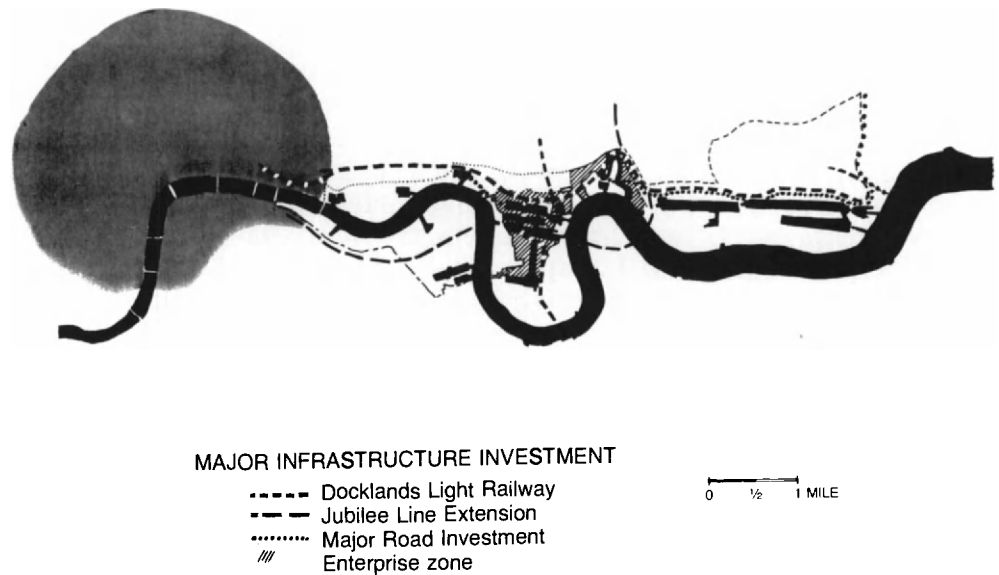 MAJOR INFRASTRUCTURE INVESTMENT
Docklands Light Railway
Jubilee Line Extension
Major Road Investment
Enterprise zone
0 ½ 1 MILE